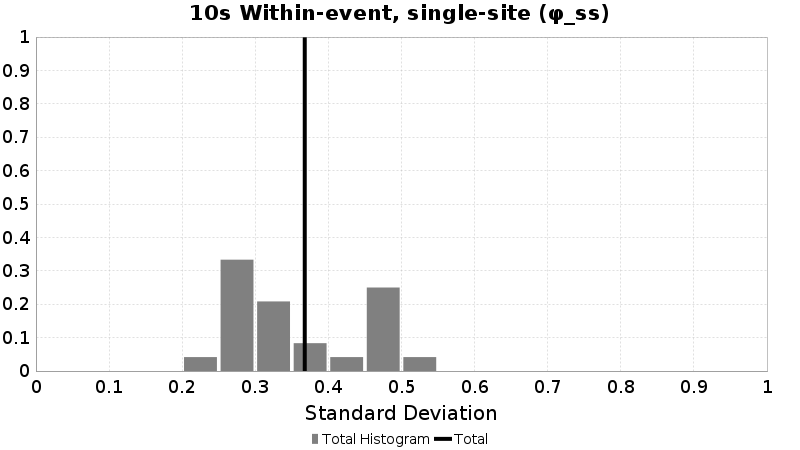 10s Within-event, single-site (φ_ss)
1
0.9
0.8
0.7
0.6
0.5
0.4
0.3
0.2
0.1
0
0 0.1 0.2 0.3 0.4 0.5 0.6 0.7 0.8 0.9 1
Standard Deviation
Total Histogram Total